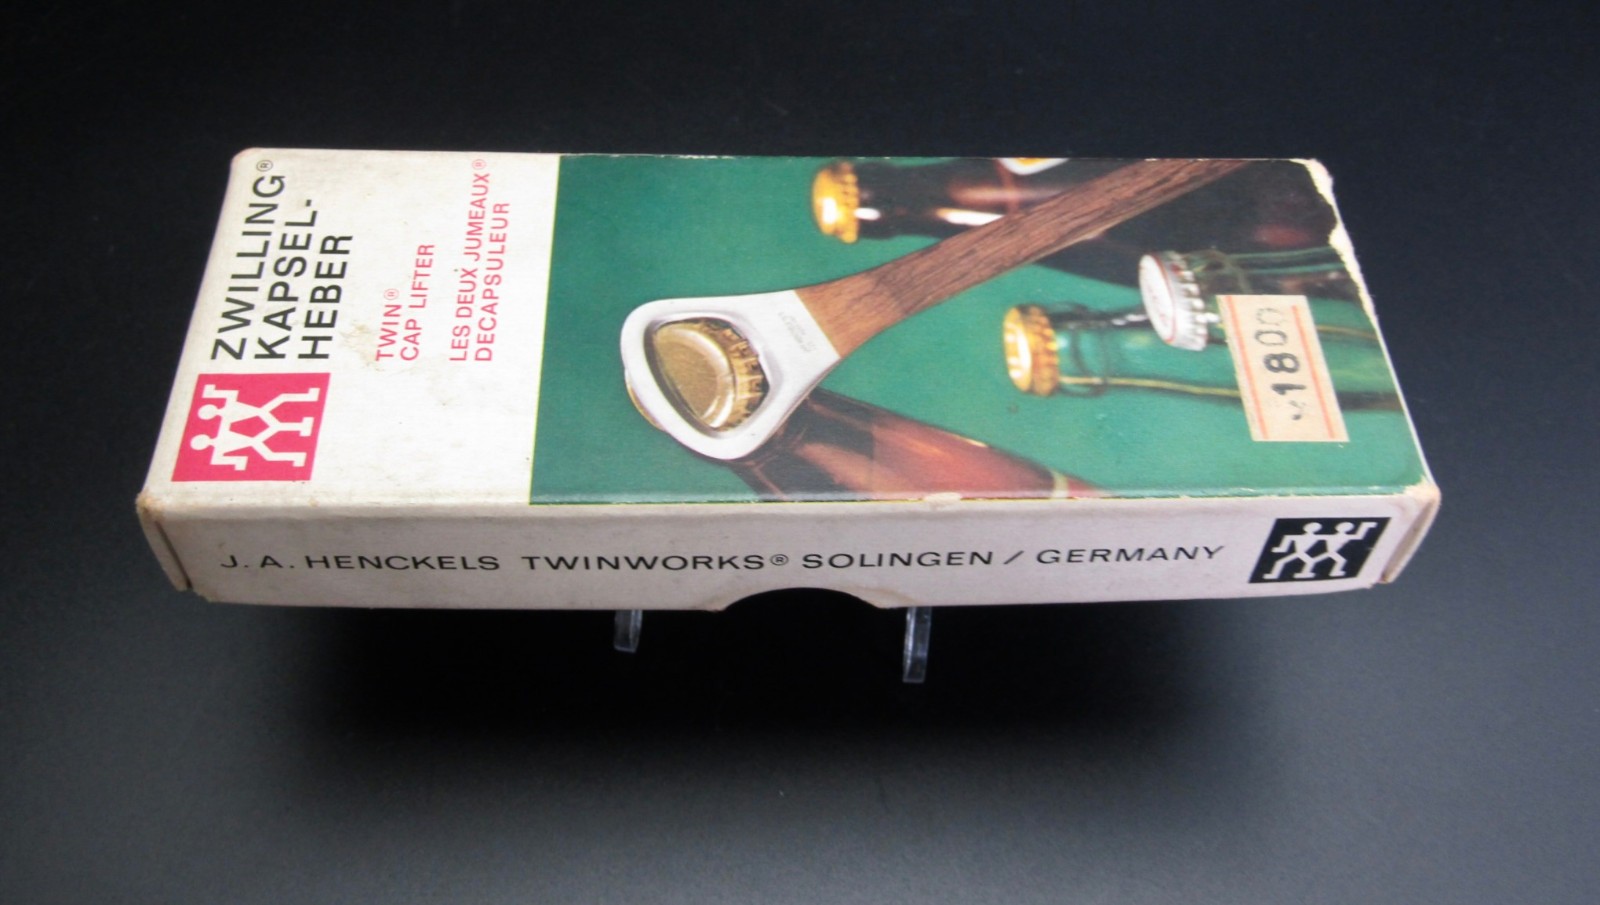 ZWILLING®
KAPSEL-
HEBER
TWIN®
CAP LIFTER
LES DEUX JUMEAUX®
DECAPSULEUR
1800
J. A. HENCKELS TWINWORKS® SOLINGEN / GERMANY